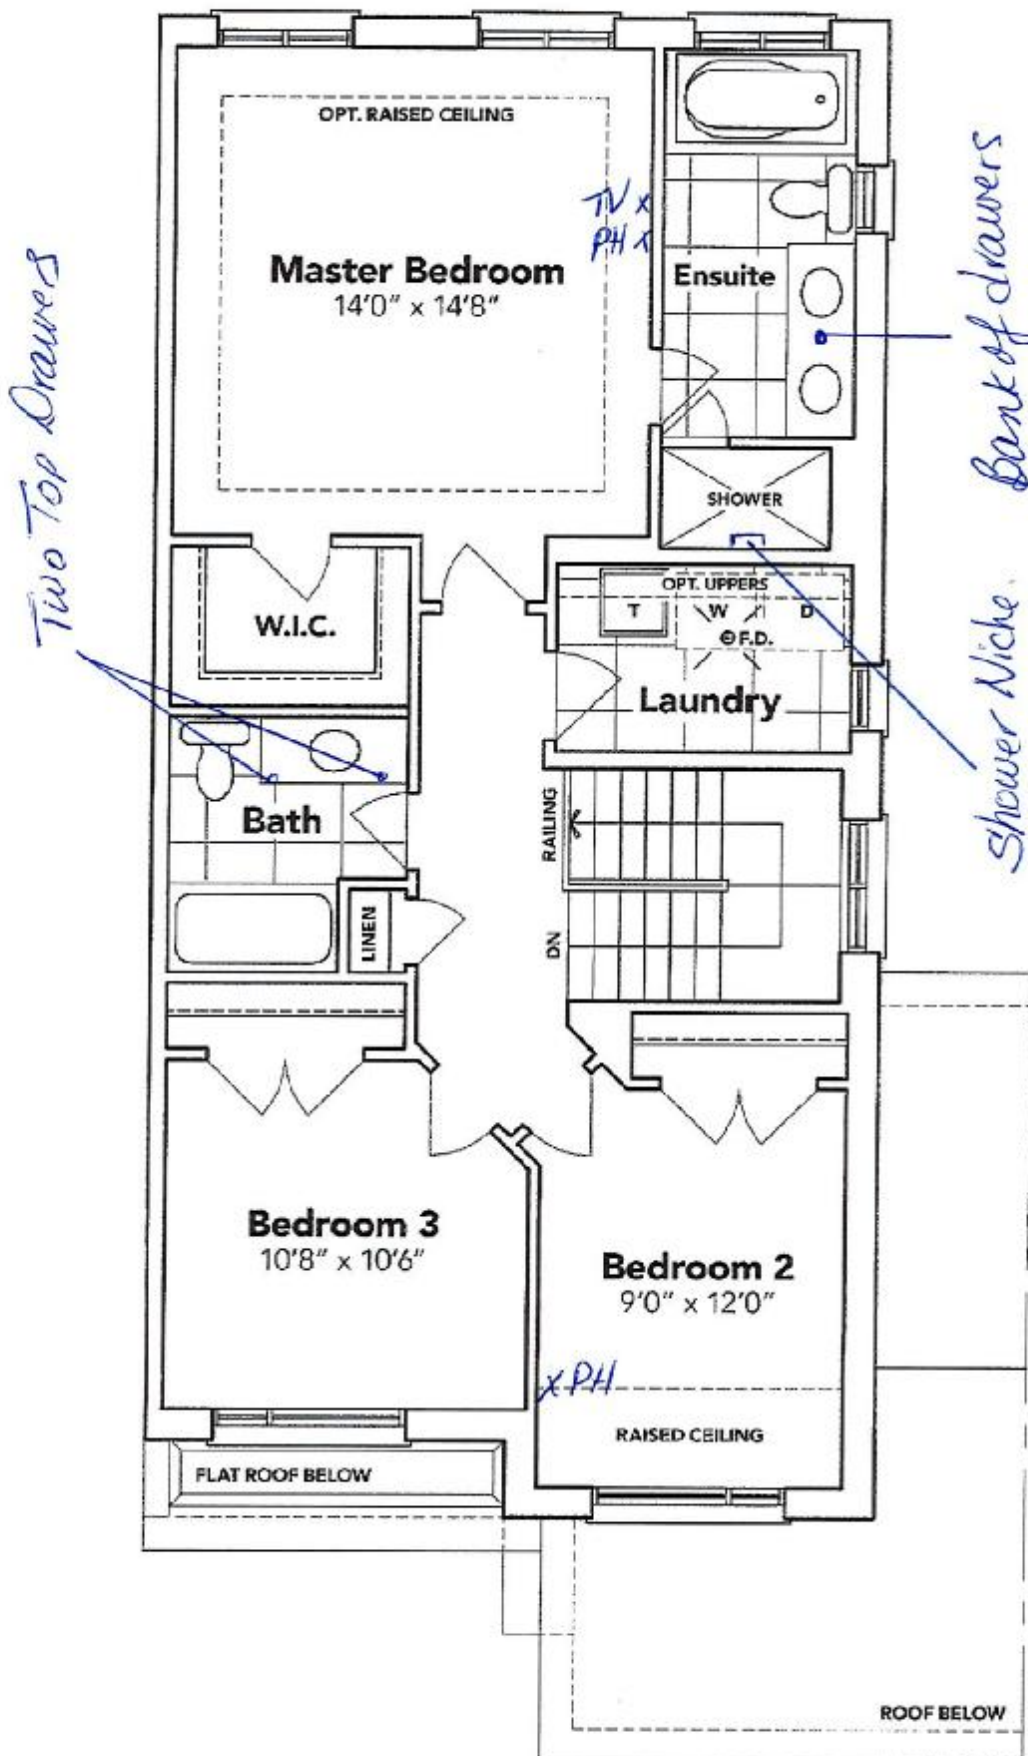 OPT. RAISED CEILING
TV x
PH x
Master Bedroom
14'0" x 14'8"
Ensuite
Bank of drawers
Two Top Drawers
SHOWER
Shower Niche.
OPT. UPPERS
T W D
F.D.
W.I.C.
Laundry
Bath
RAILING
LINEN
DN
Bedroom 3
10'8" x 10'6"
Bedroom 2
9'0" x 12'0"
x PH
RAISED CEILING
FLAT ROOF BELOW
ROOF BELOW